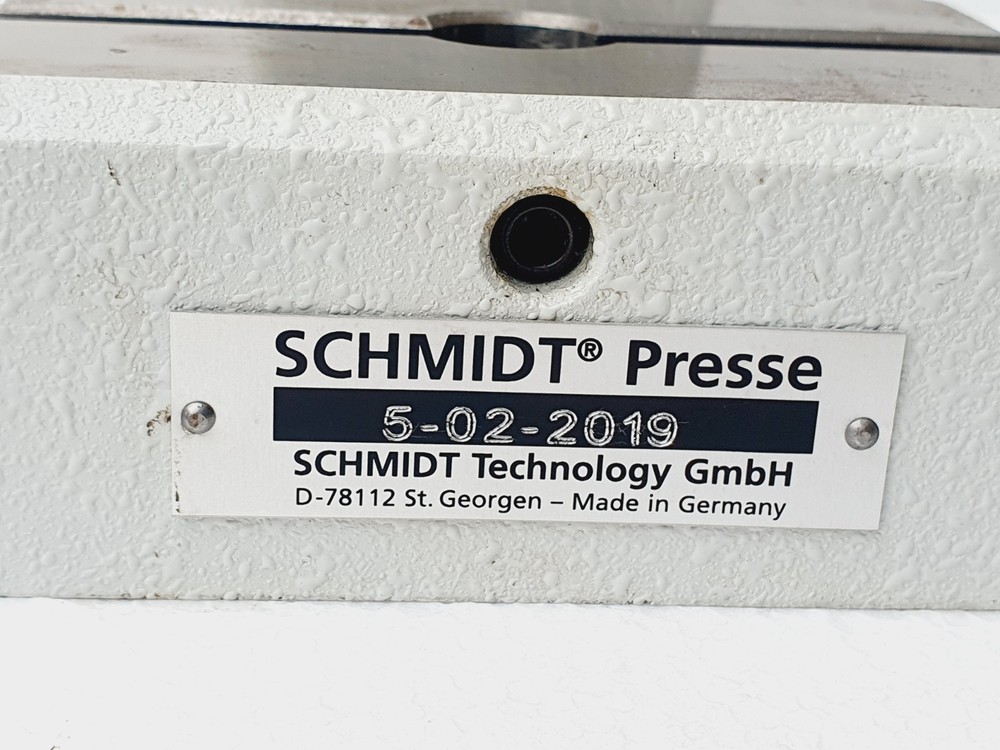 SCHMIDT® Presse
5-02-2019
SCHMIDT Technology GmbH
D-78112 St. Georgen – Made in Germany